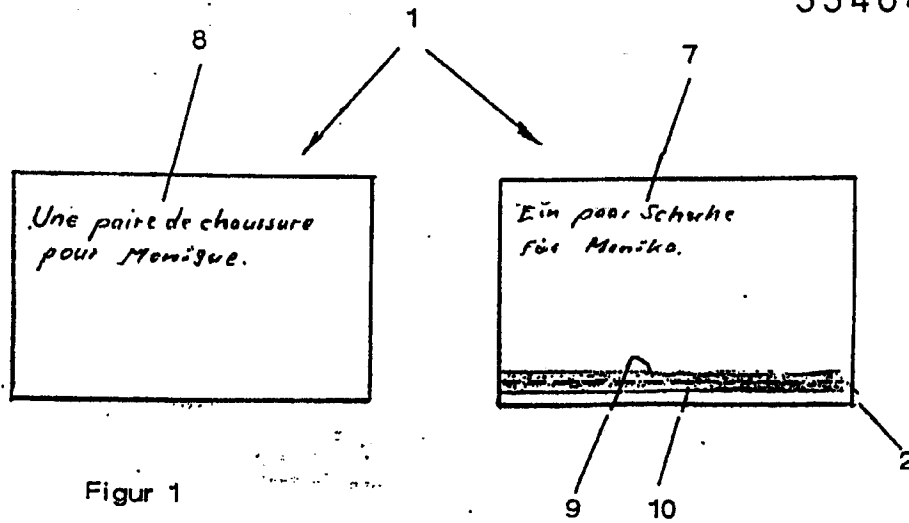 1
8
7
Une paire de chaussure
pour Monique.
Ein paar Schuhe
für Monika.
2
9
10
Figur 1